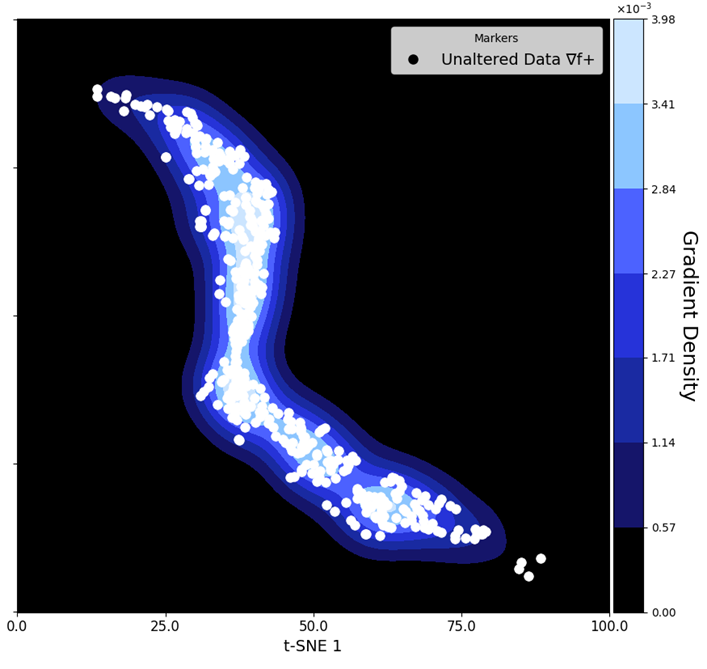 ×10⁻³
Markers
Unaltered Data ∇f+
3.98
3.41
2.84
2.27
1.71
1.14
0.57
0.00
Gradient Density
0.0 25.0 50.0 75.0 100.0
t-SNE 1